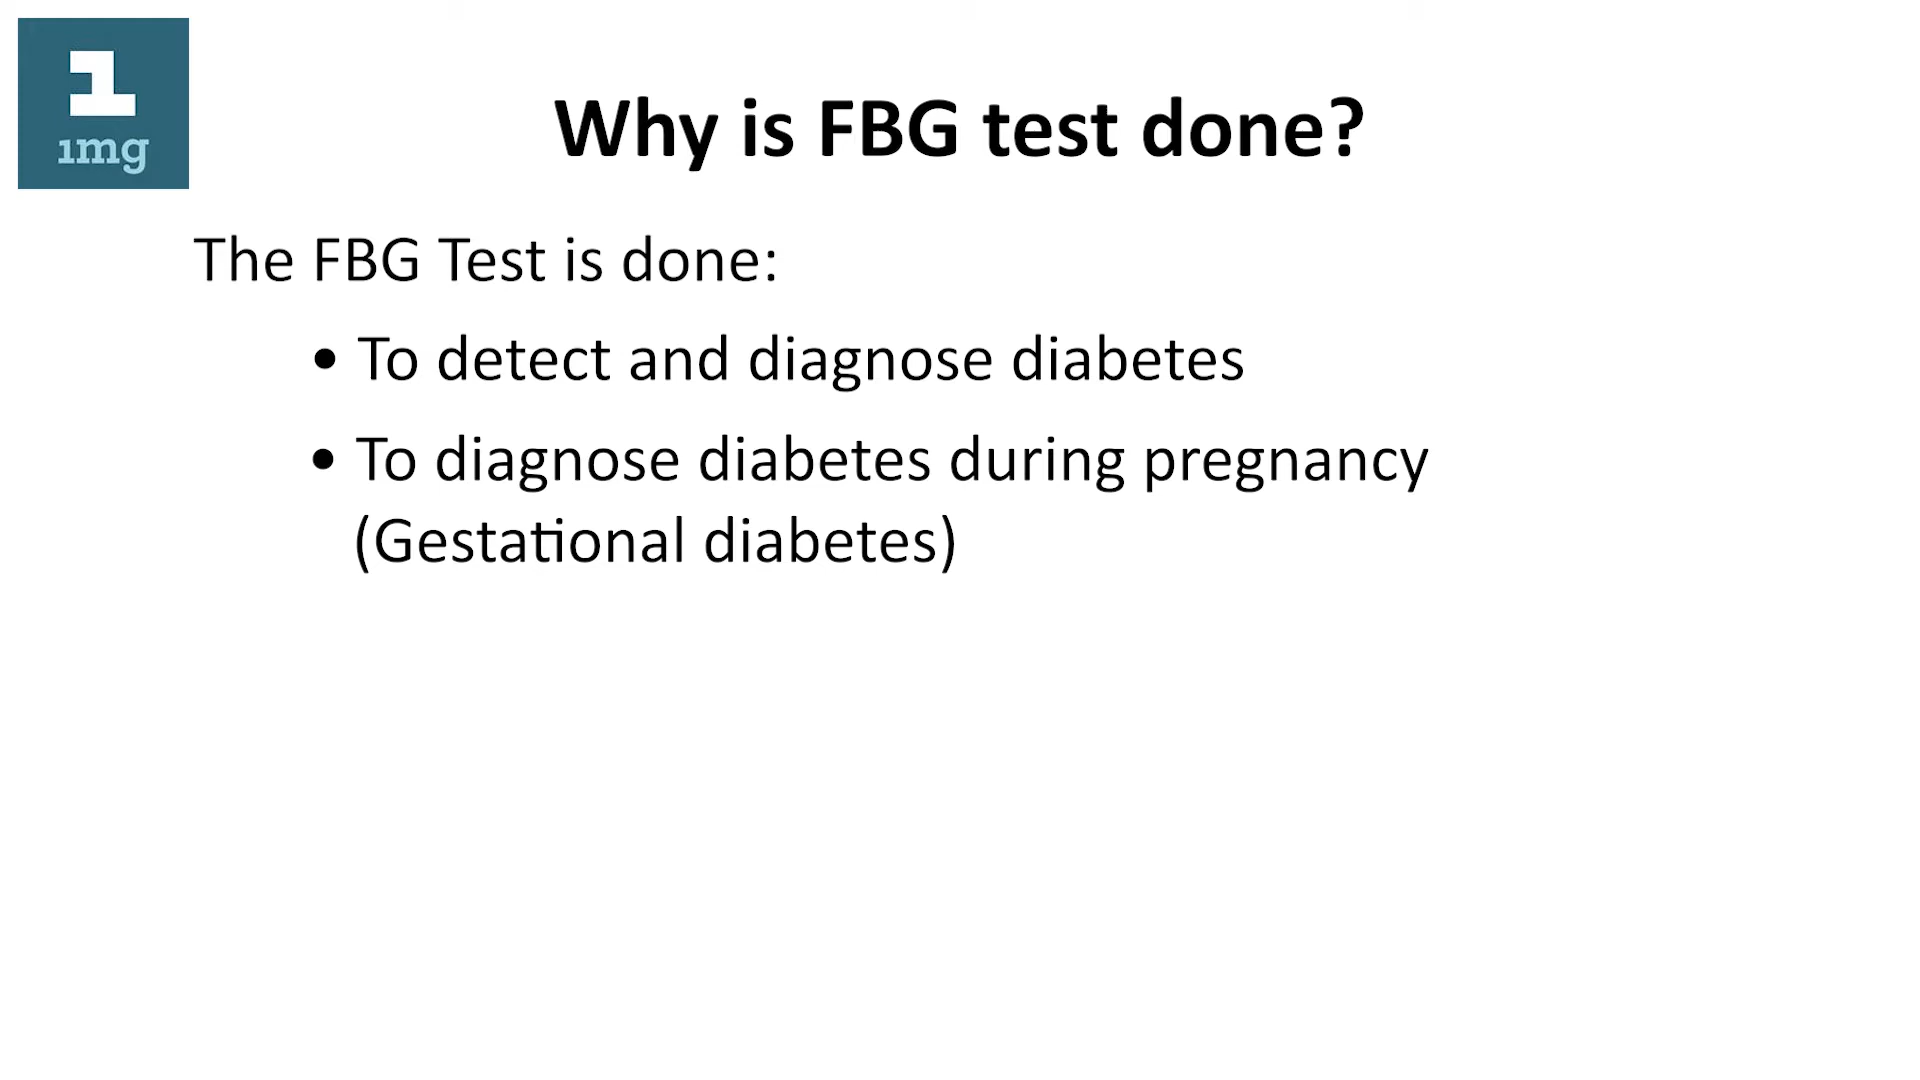 1
1mg
Why is FBG test done?
The FBG Test is done:
• To detect and diagnose diabetes
• To diagnose diabetes during pregnancy
(Gestational diabetes)